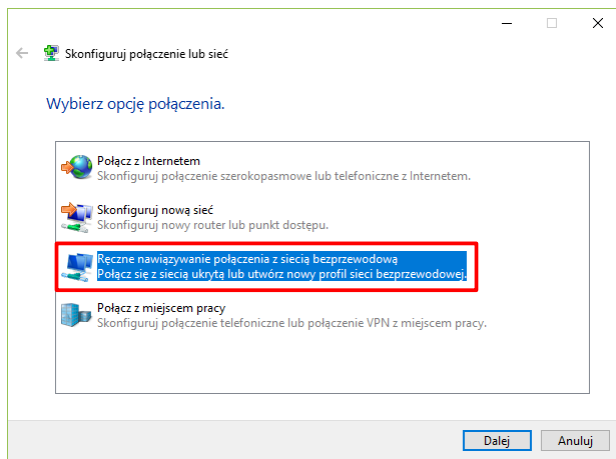 Skonfiguruj połączenie lub sieć
Wybierz opcję połączenia.
Połącz z Internetem
Skonfiguruj połączenie szerokopasmowe lub telefoniczne z Internetem.
Skonfiguruj nową sieć
Skonfiguruj nowy router lub punkt dostępu.
Ręczne nawiązywanie połączenia z siecią bezprzewodową
Połącz się z siecią ukrytą lub utwórz nowy profil sieci bezprzewodowej.
Połącz z miejscem pracy
Skonfiguruj połączenie telefoniczne lub połączenie VPN z miejscem pracy.
Dalej
Anuluj